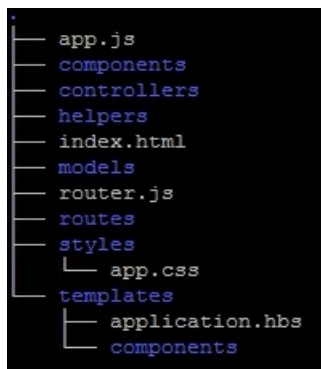 .
├── app.js
├── components
├── controllers
├── helpers
├── index.html
├── models
├── router.js
├── routes
├── styles
│   └── app.css
└── templates
    ├── application.hbs
    └── components